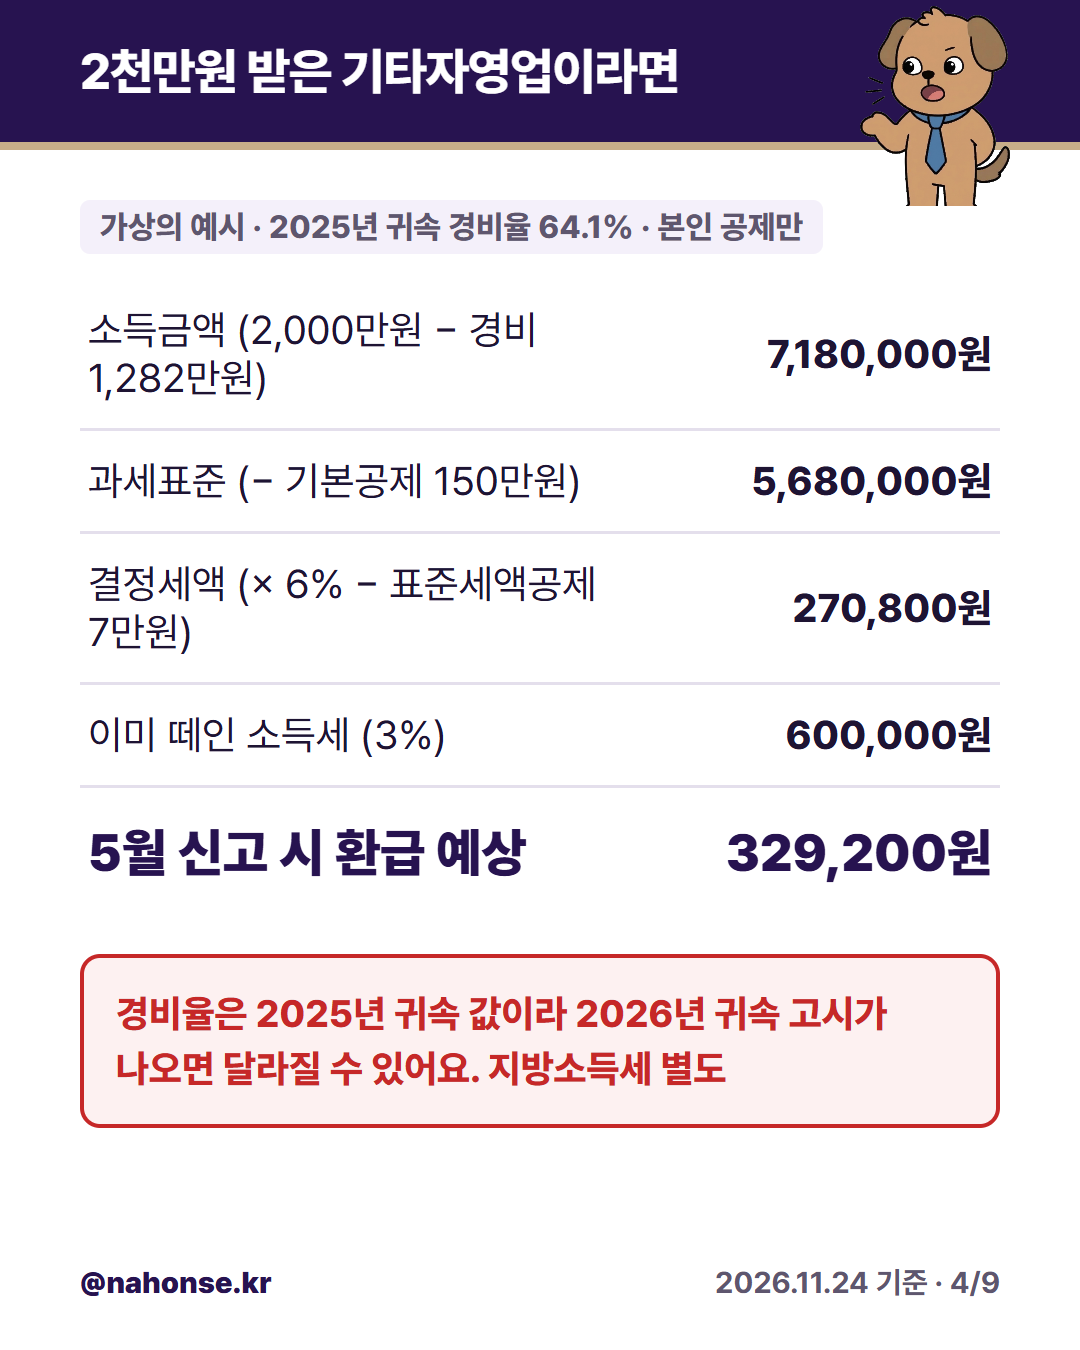 2천만원 받은 기타자영업이라면
가상의 예시 · 2025년 귀속 경비율 64.1% · 본인 공제만
소득금액 (2,000만원 − 경비
1,282만원)
7,180,000원
과세표준 (− 기본공제 150만원)
5,680,000원
결정세액 (× 6% − 표준세액공제
7만원)
270,800원
이미 떼인 소득세 (3%)
600,000원
5월 신고 시 환급 예상
329,200원
경비율은 2025년 귀속 값이라 2026년 귀속 고시가
나오면 달라질 수 있어요. 지방소득세 별도
@nahonse.kr
2026.11.24 기준 · 4/9